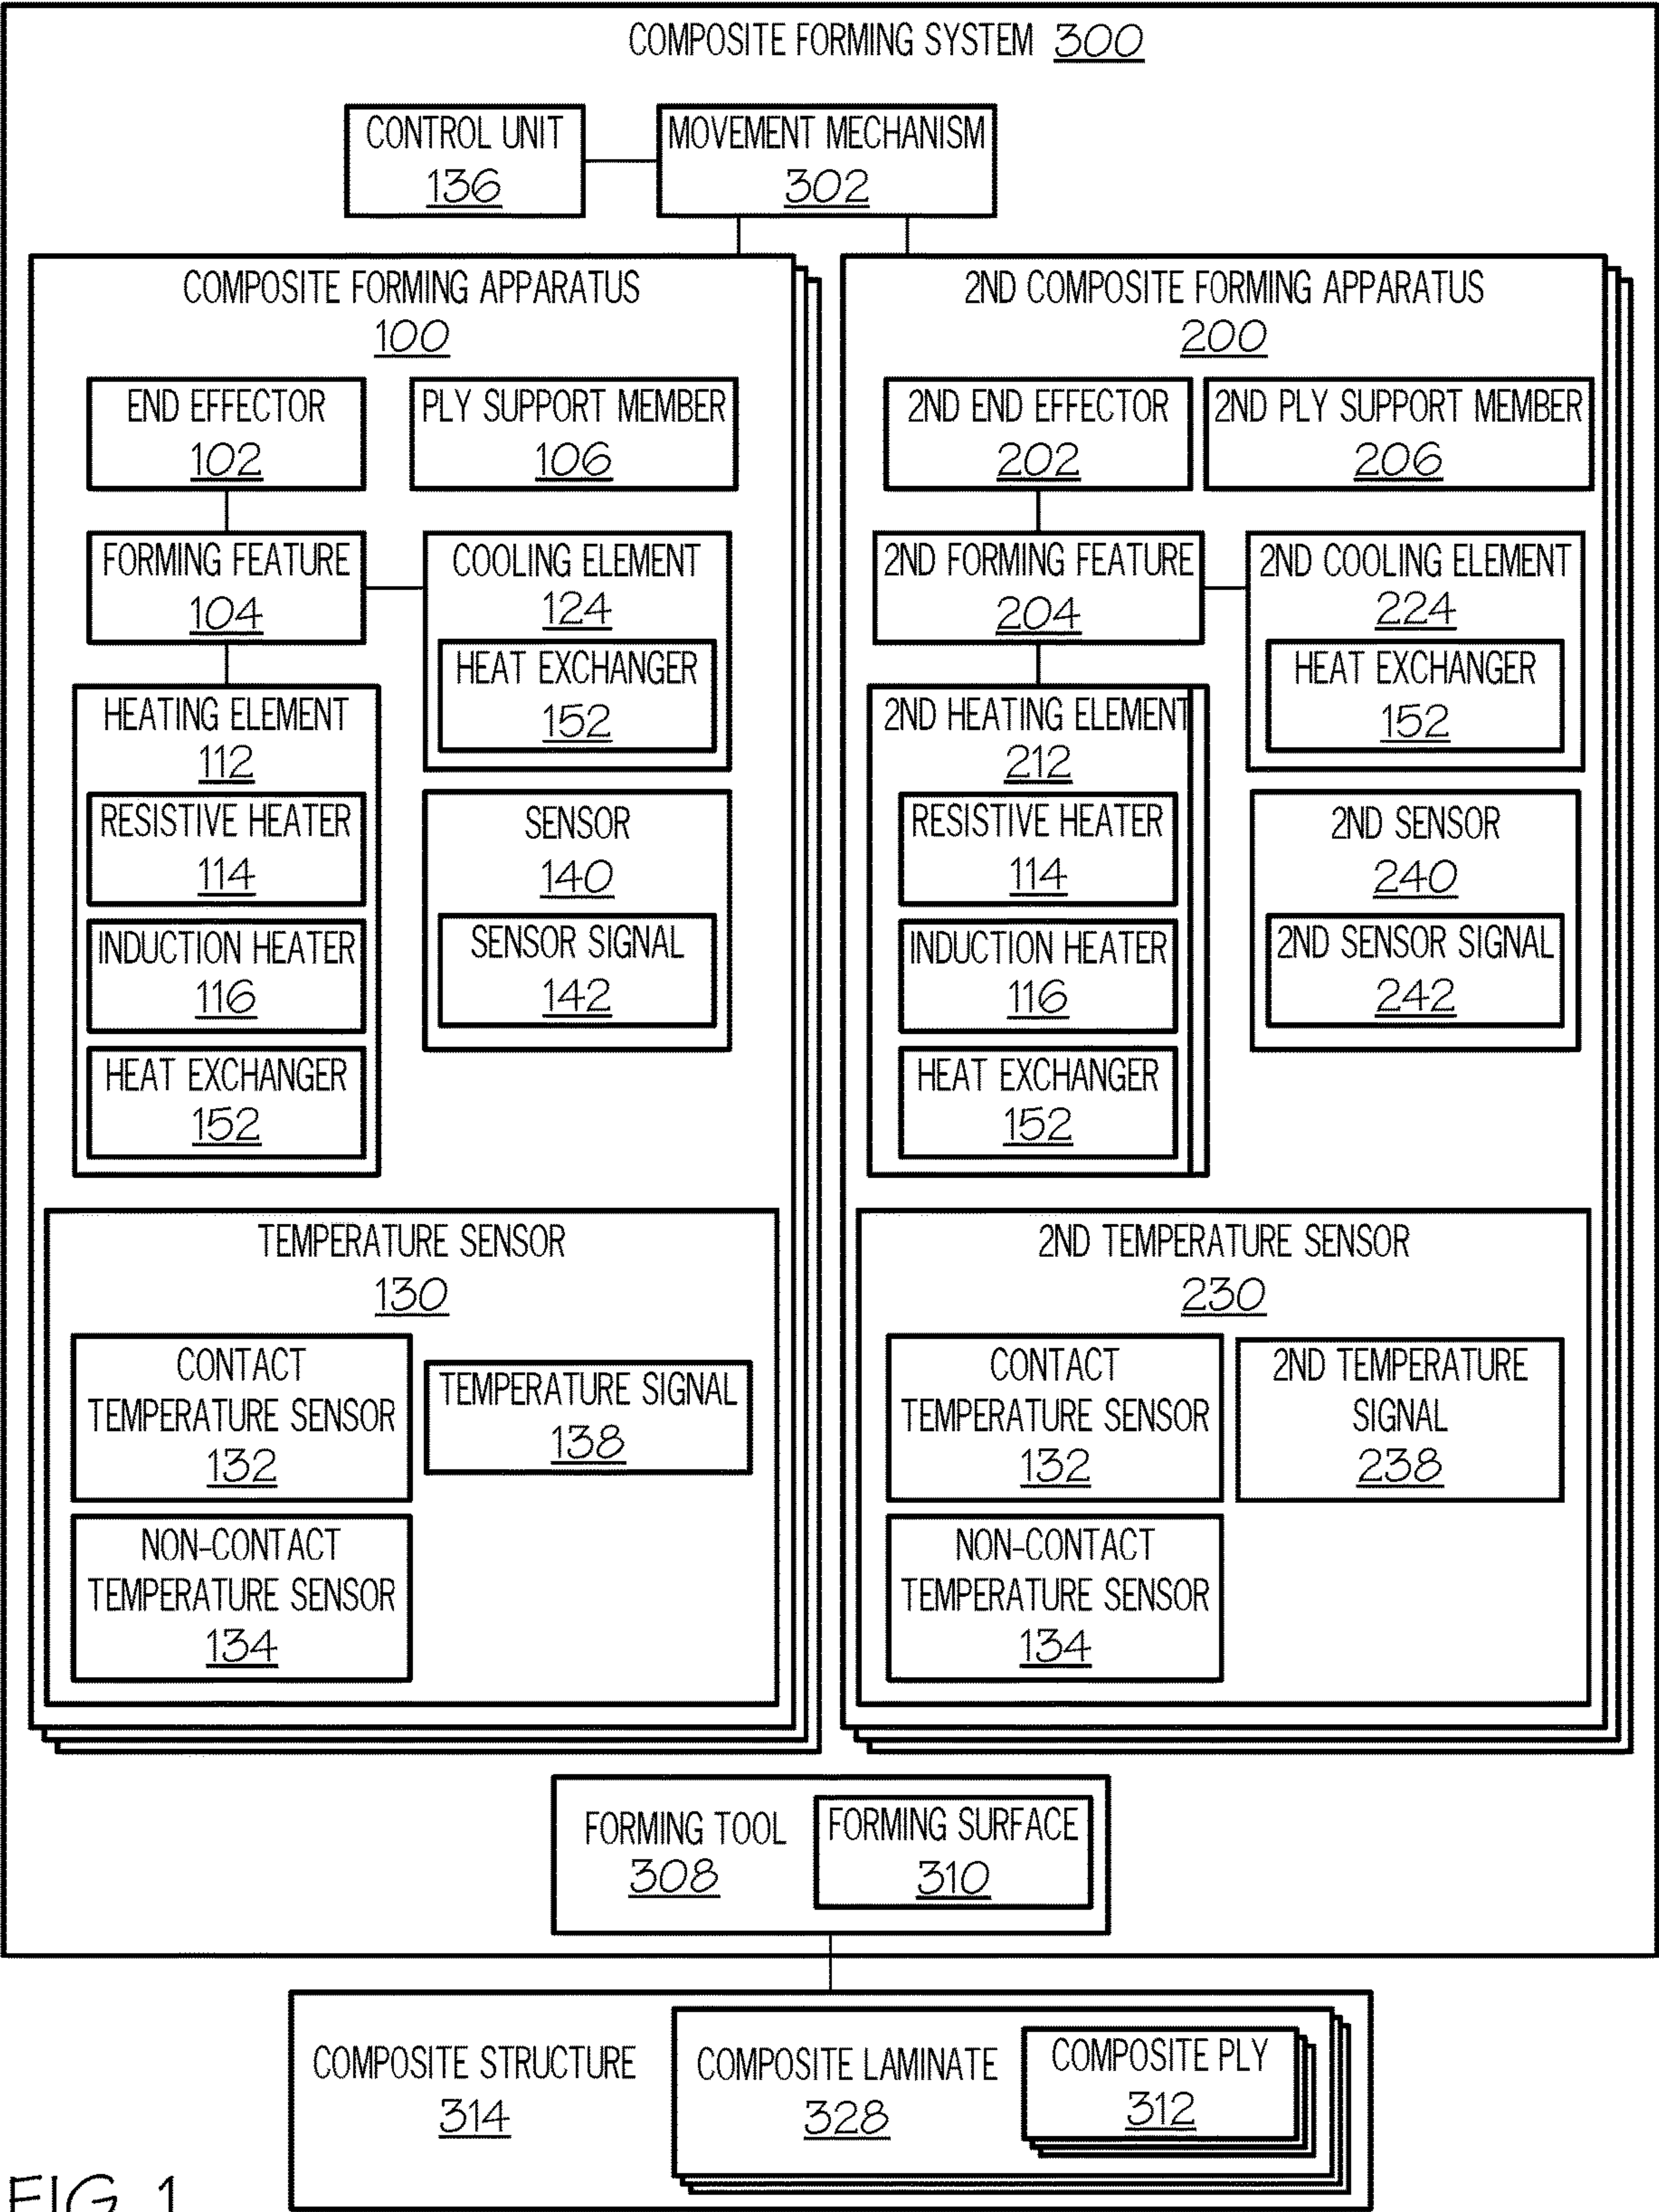 COMPOSITE FORMING SYSTEM 300
CONTROL UNIT
136
MOVEMENT MECHANISM
302
COMPOSITE FORMING APPARATUS
100
END EFFECTOR
102
PLY SUPPORT MEMBER
106
FORMING FEATURE
104
COOLING ELEMENT
124
HEAT EXCHANGER
152
HEATING ELEMENT
112
RESISTIVE HEATER
114
INDUCTION HEATER
116
HEAT EXCHANGER
152
SENSOR
140
SENSOR SIGNAL
142
TEMPERATURE SENSOR
130
CONTACT
TEMPERATURE SENSOR
132
TEMPERATURE SIGNAL
138
NON-CONTACT
TEMPERATURE SENSOR
134
2ND COMPOSITE FORMING APPARATUS
200
2ND END EFFECTOR
202
2ND PLY SUPPORT MEMBER
206
2ND FORMING FEATURE
204
2ND COOLING ELEMENT
224
HEAT EXCHANGER
152
2ND HEATING ELEMENT
212
RESISTIVE HEATER
114
INDUCTION HEATER
116
HEAT EXCHANGER
152
2ND SENSOR
240
2ND SENSOR SIGNAL
242
2ND TEMPERATURE SENSOR
230
CONTACT
TEMPERATURE SENSOR
132
2ND TEMPERATURE
SIGNAL
238
NON-CONTACT
TEMPERATURE SENSOR
134
FORMING TOOL
308
FORMING SURFACE
310
COMPOSITE STRUCTURE
314
COMPOSITE LAMINATE
328
COMPOSITE PLY
312
FIG. 1